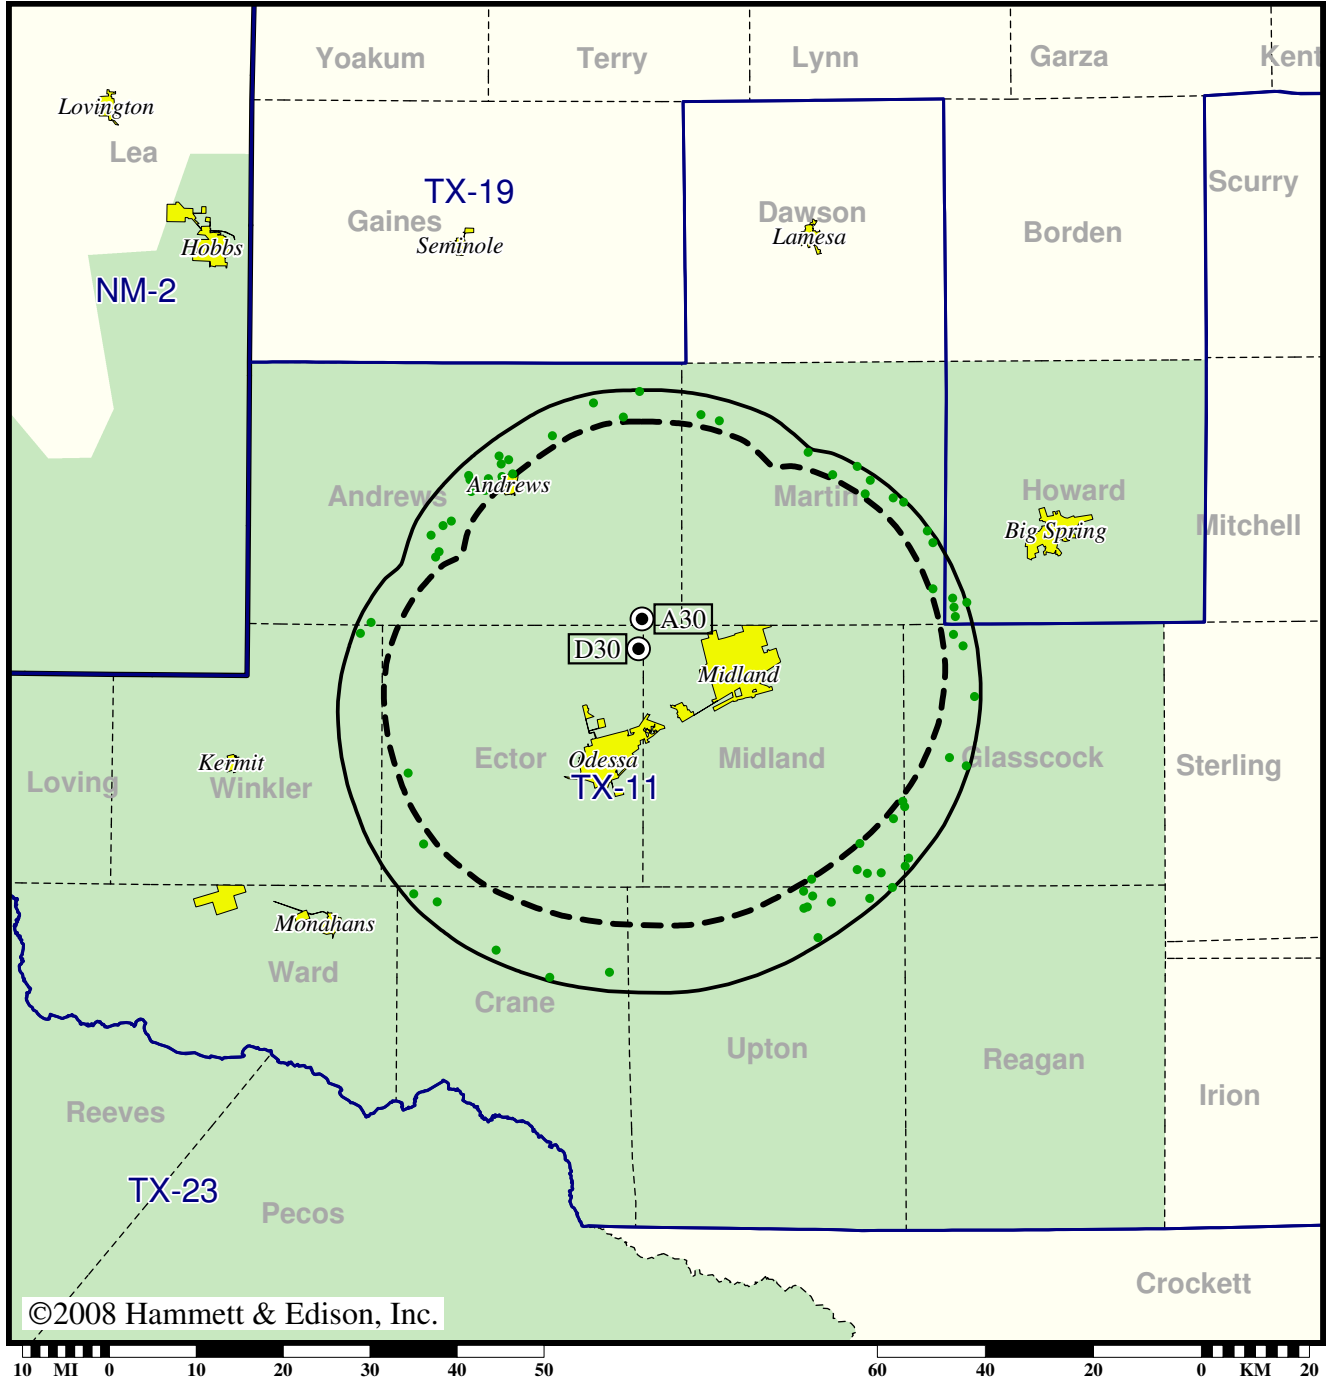 Yoakum
Terry
Lynn
Garza
Kent
Lovington
Lea
TX-19
Scurry
Gaines
Dawson
Borden
Hobbs
Seminole
Lamesa
NM-2
Andrews
Andrews
Martin
Howard
Big Spring
Mitchell
A30
D30
Midland
Ector
Odessa
Midland
Glasscock
Sterling
Kermit
Loving
Winkler
TX-11
Monahans
Ward
Crane
Upton
Reagan
Irion
Reeves
TX-23
Pecos
Crockett
©2008 Hammett & Edison, Inc.
10 MI 0 10 20 30 40 50 60 40 20 0 KM 20